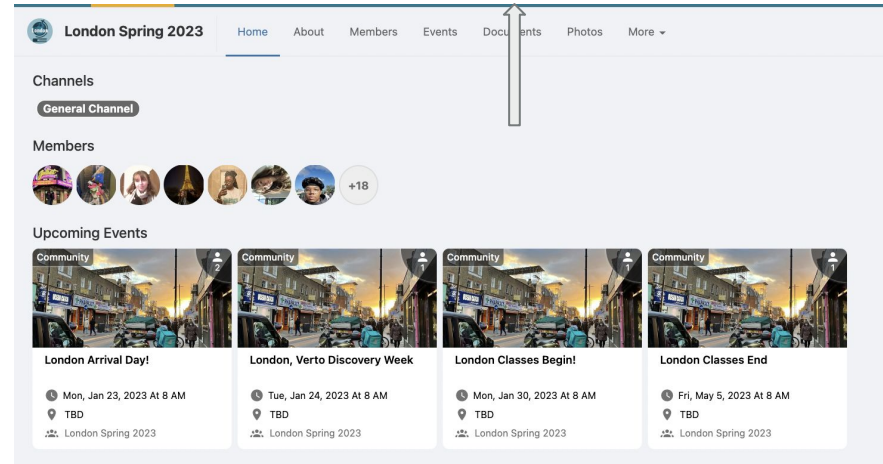 London Spring 2023 Home About Members Events Documents Photos More
Channels
General Channel
Members
+18
Upcoming Events
Community 2 Community 1 Community 1 Community 1
London Arrival Day! London, Verto Discovery Week London Classes Begin! London Classes End
Mon, Jan 23, 2023 At 8 AM Tue, Jan 24, 2023 At 8 AM Mon, Jan 30, 2023 At 8 AM Fri, May 5, 2023 At 8 AM
TBD TBD TBD TBD
London Spring 2023 London Spring 2023 London Spring 2023 London Spring 2023